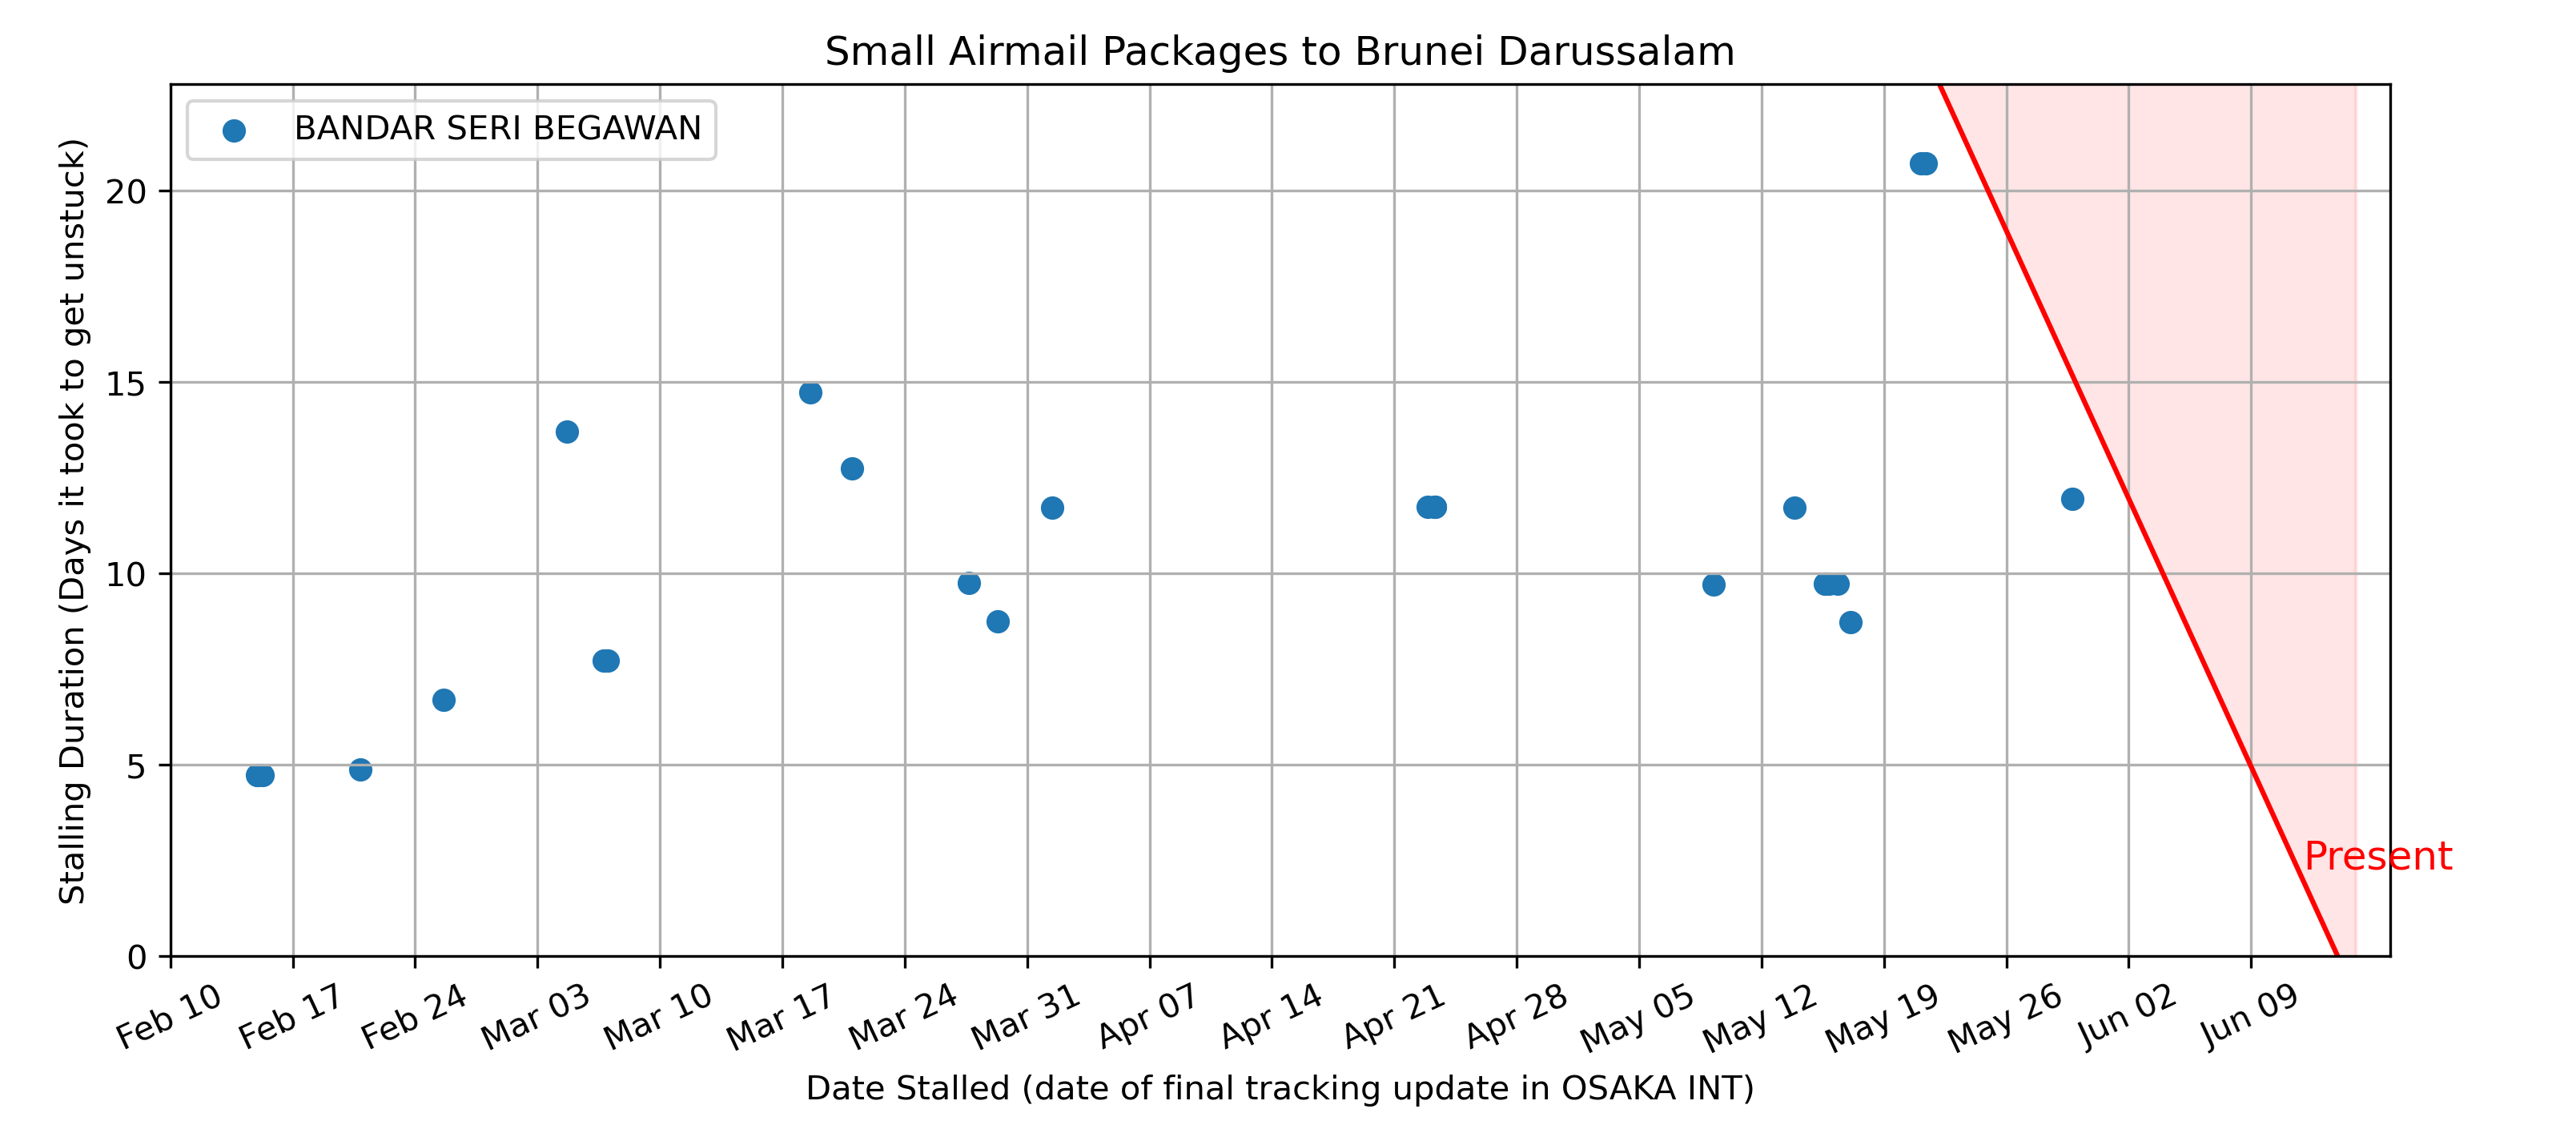 Small Airmail Packages to Brunei Darussalam
BANDAR SERI BEGAWAN
Stalling Duration (Days it took to get unstuck)
20
15
10
5
0
Present
Feb 10
Feb 17
Feb 24
Mar 03
Mar 10
Mar 17
Mar 24
Mar 31
Apr 07
Apr 14
Apr 21
Apr 28
May 05
May 12
May 19
May 26
Jun 02
Jun 09
Date Stalled (date of final tracking update in OSAKA INT)